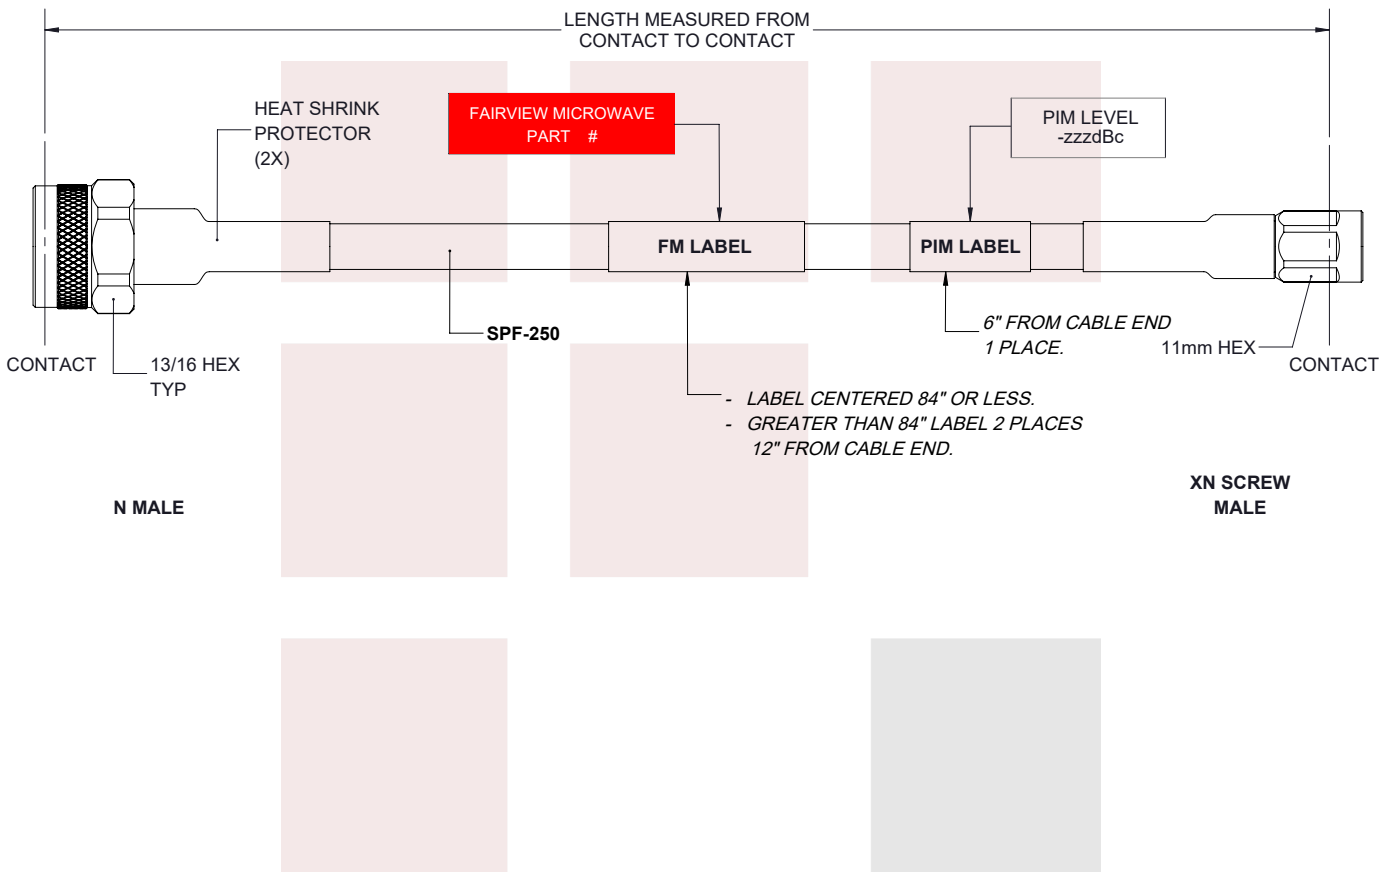 LENGTH MEASURED FROM
CONTACT TO CONTACT
HEAT SHRINK
PROTECTOR
(2X)
FAIRVIEW MICROWAVE
PART #
PIM LEVEL
-zzzdBc
FM LABEL
PIM LABEL
SPF-250
6" FROM CABLE END
1 PLACE.
11mm HEX
CONTACT
CONTACT
13/16 HEX
TYP
- LABEL CENTERED 84" OR LESS.
- GREATER THAN 84" LABEL 2 PLACES
12" FROM CABLE END.
N MALE
XN SCREW
MALE